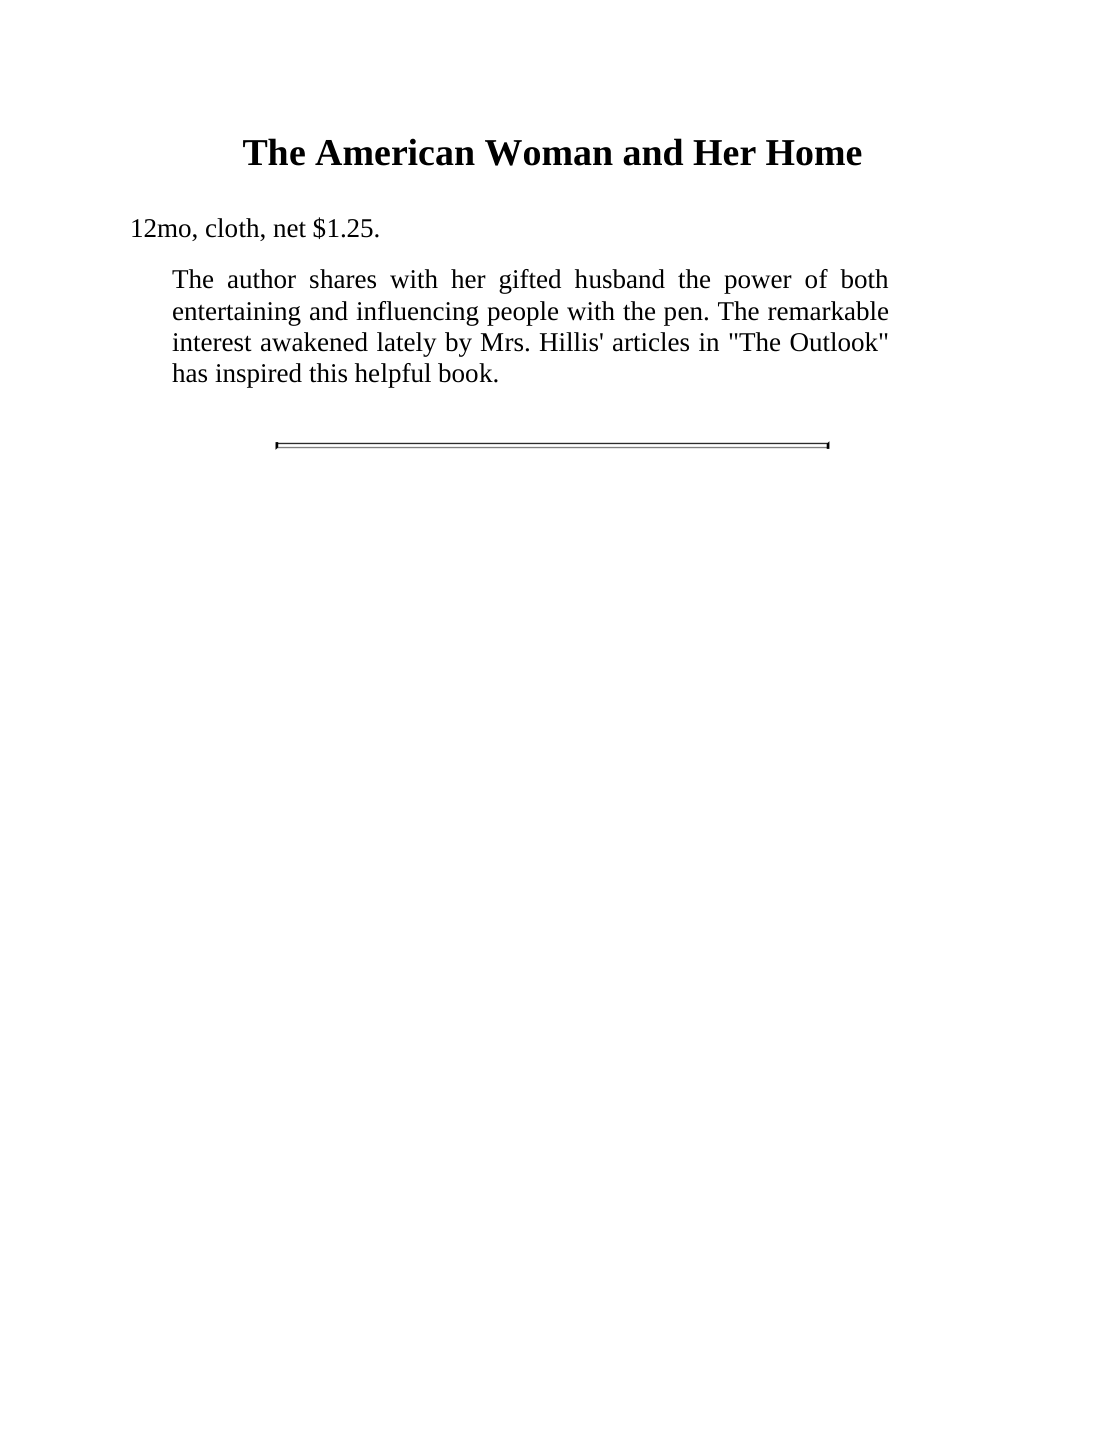 The American Woman and Her Home
12mo, cloth, net $1.25.
The author shares with her gifted husband the power of both
entertaining and influencing people with the pen. The remarkable
interest awakened lately by Mrs. Hillis' articles in "The Outlook"
has inspired this helpful book.